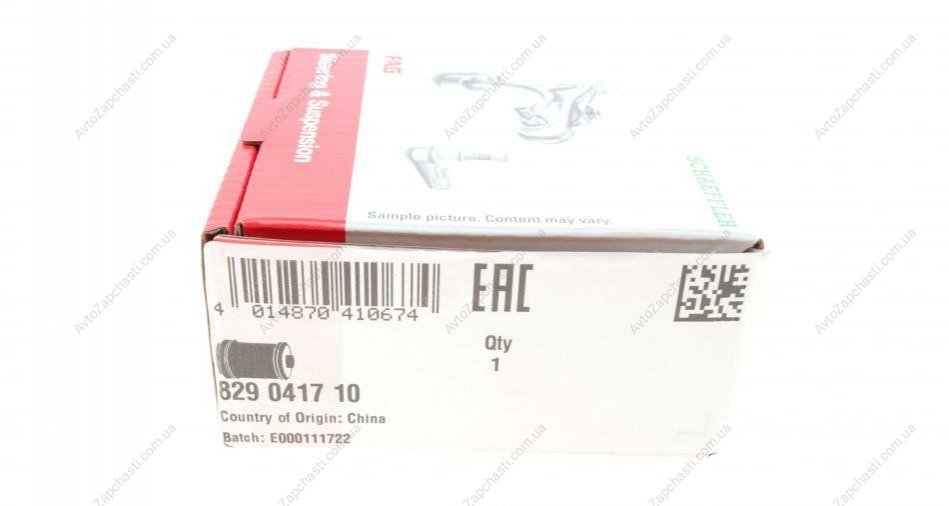 FAG
Steering & Suspension
SCHAEFFLER
Sample picture. Content may vary.
4 014870 410674
EAC
Qty
1
829 0417 10
Country of Origin: China
Batch: E000111722
AvtoZapchasti.com.ua